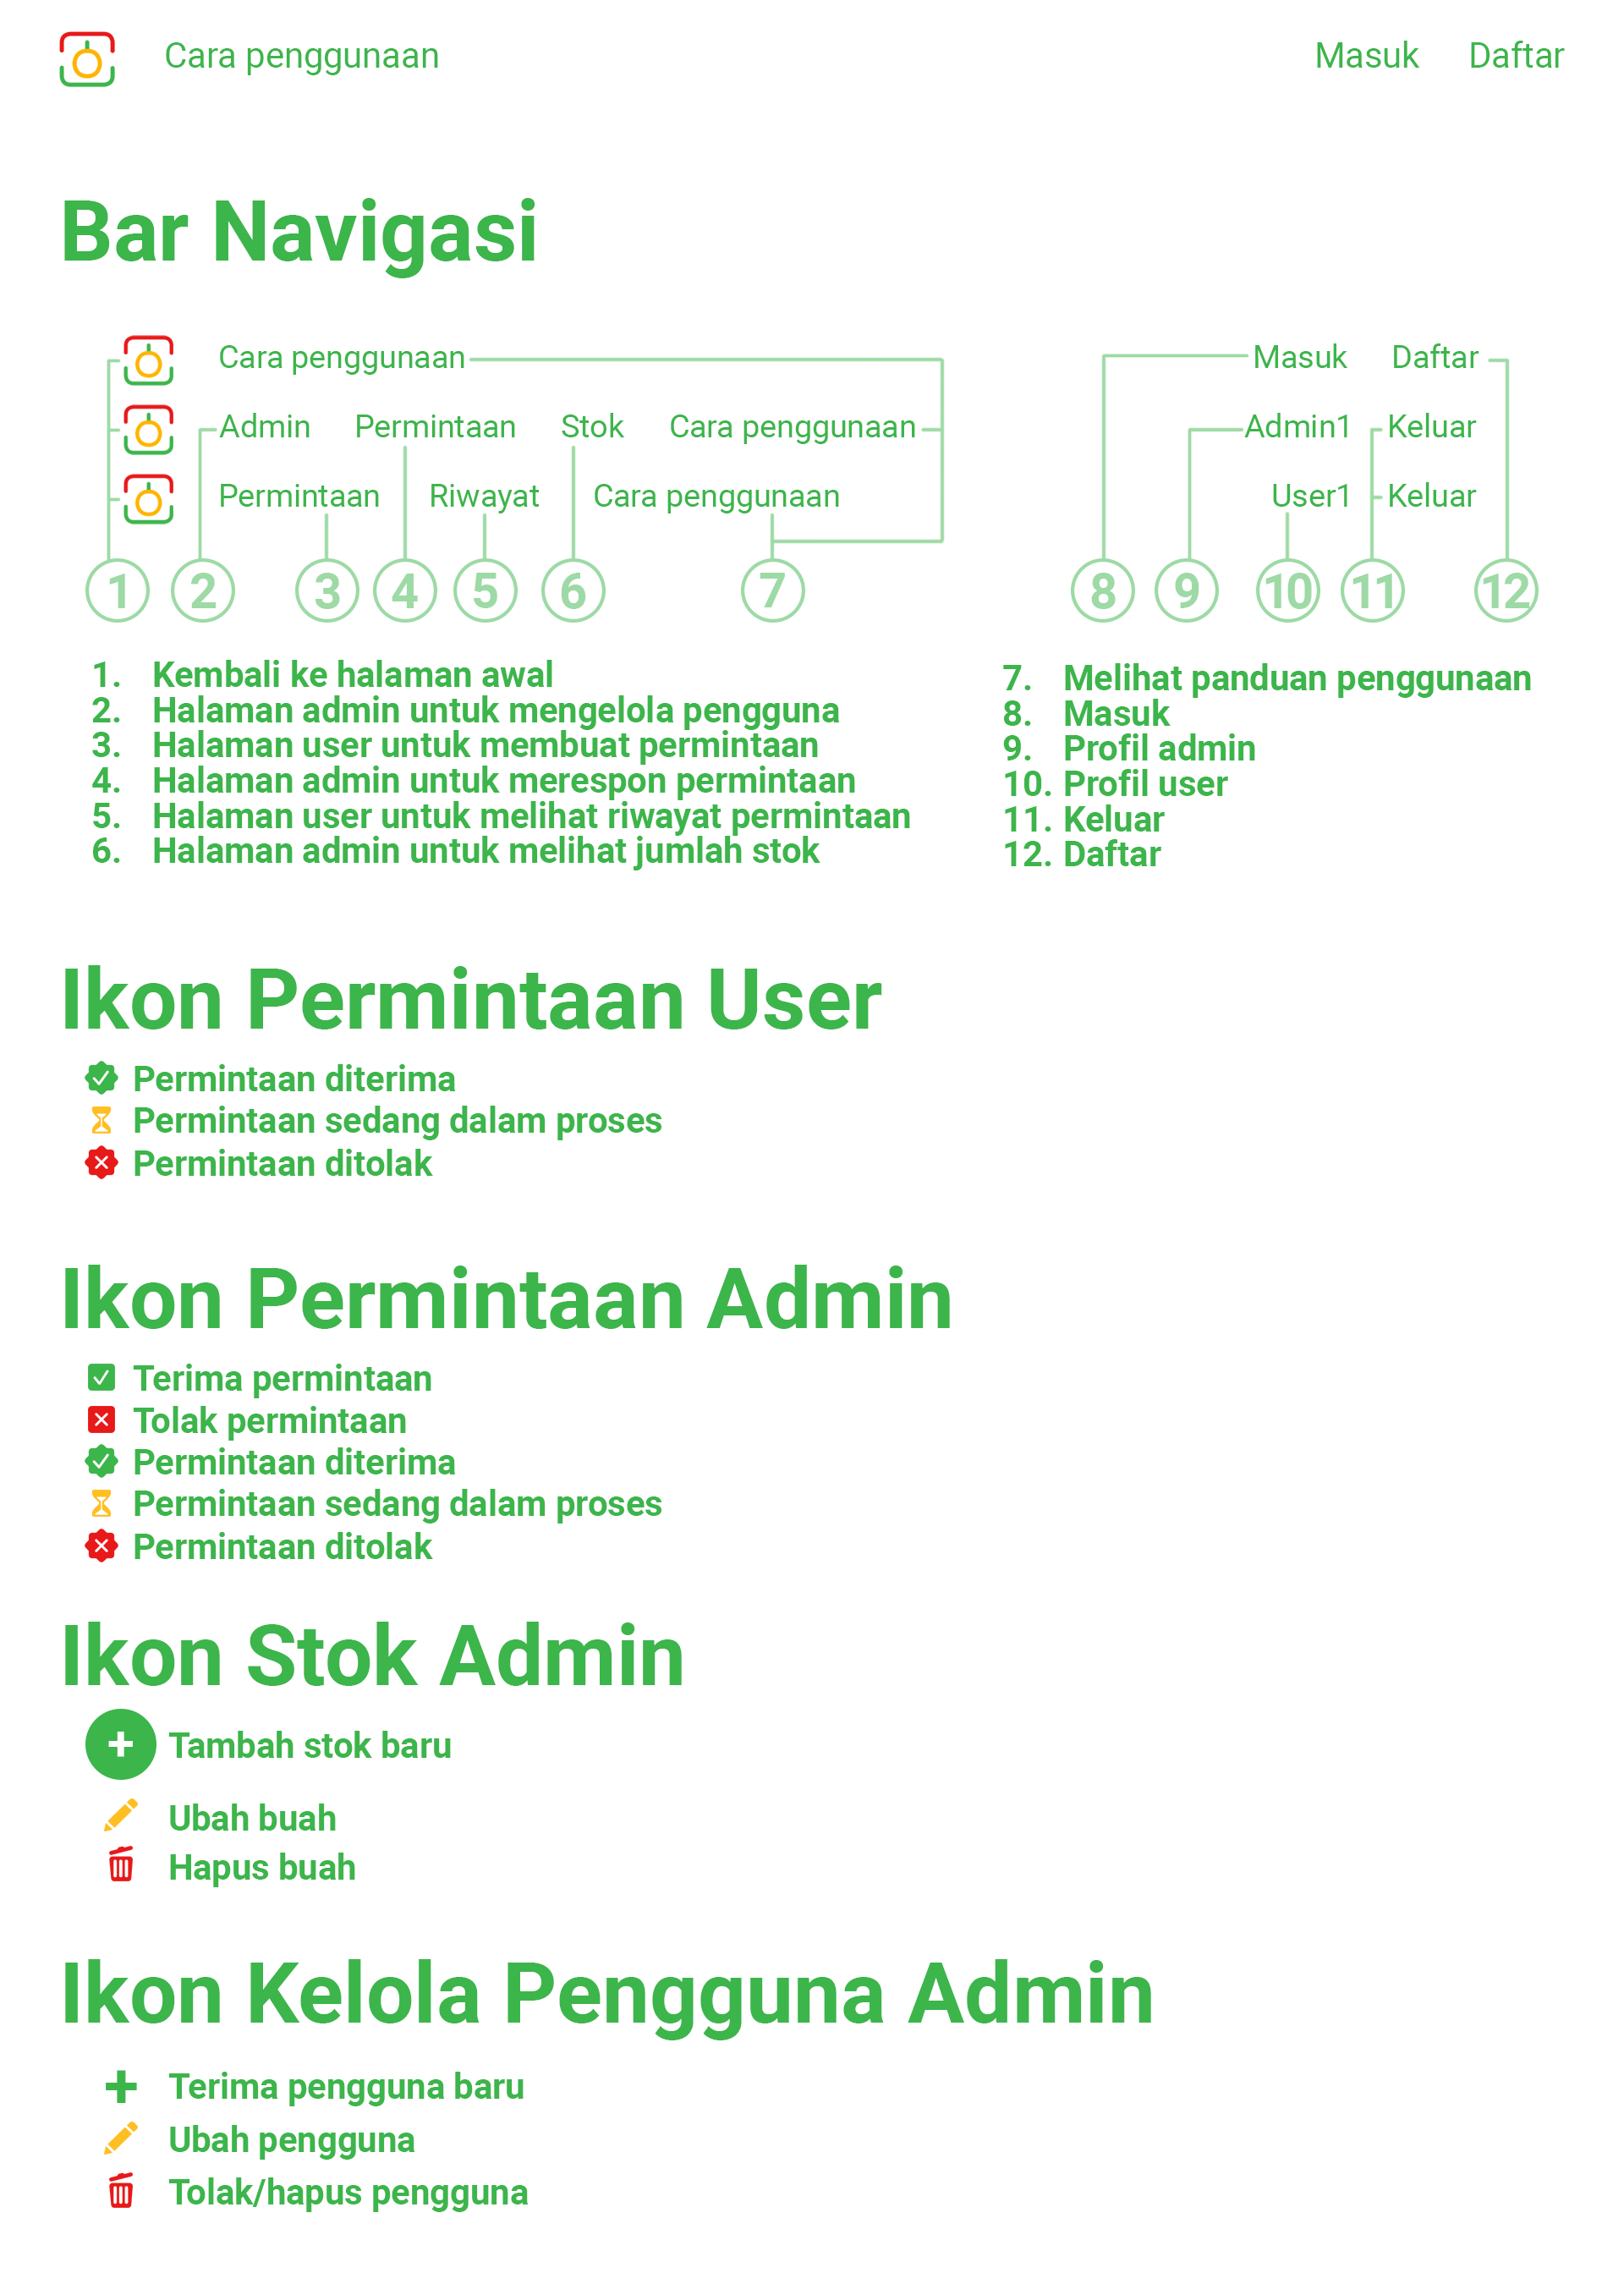 Cara penggunaan Masuk Daftar
Bar Navigasi
Cara penggunaan Masuk Daftar
Admin Permintaan Stok Cara penggunaan Admin1 Keluar
Permintaan Riwayat Cara penggunaan User1 Keluar
1 2 3 4 5 6 7 8 9 10 11 12
1. Kembali ke halaman awal
2. Halaman admin untuk mengelola pengguna
3. Halaman user untuk membuat permintaan
4. Halaman admin untuk merespon permintaan
5. Halaman user untuk melihat riwayat permintaan
6. Halaman admin untuk melihat jumlah stok
7. Melihat panduan penggunaan
8. Masuk
9. Profil admin
10. Profil user
11. Keluar
12. Daftar
Ikon Permintaan User
Permintaan diterima
Permintaan sedang dalam proses
Permintaan ditolak
Ikon Permintaan Admin
Terima permintaan
Tolak permintaan
Permintaan diterima
Permintaan sedang dalam proses
Permintaan ditolak
Ikon Stok Admin
Tambah stok baru
Ubah buah
Hapus buah
Ikon Kelola Pengguna Admin
Terima pengguna baru
Ubah pengguna
Tolak/hapus pengguna